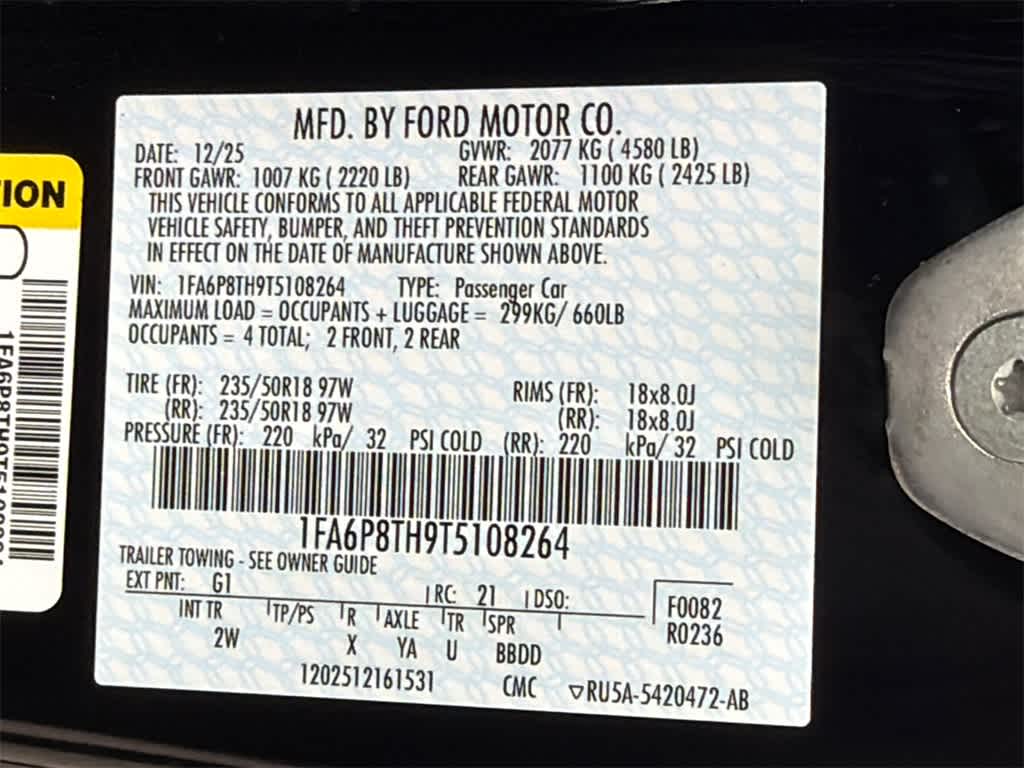 MFD. BY FORD MOTOR CO.
DATE: 12/25 GVWR: 2077 KG ( 4580 LB)
FRONT GAWR: 1007 KG ( 2220 LB) REAR GAWR: 1100 KG ( 2425 LB)
THIS VEHICLE CONFORMS TO ALL APPLICABLE FEDERAL MOTOR
VEHICLE SAFETY, BUMPER, AND THEFT PREVENTION STANDARDS
IN EFFECT ON THE DATE OF MANUFACTURE SHOWN ABOVE.
VIN: 1FA6P8TH9T5108264 TYPE: Passenger Car
MAXIMUM LOAD = OCCUPANTS + LUGGAGE = 299KG/ 660LB
OCCUPANTS = 4 TOTAL; 2 FRONT, 2 REAR
TIRE (FR): 235/50R18 97W RIMS (FR): 18x8.0J
(RR): 235/50R18 97W (RR): 18x8.0J
PRESSURE (FR): 220 kPa/ 32 PSI COLD (RR): 220 kPa/ 32 PSI COLD
1FA6P8TH9T5108264
TRAILER TOWING - SEE OWNER GUIDE
EXT PNT: G1 RC: 21 DSO:
INT TR TP/PS R AXLE TR SPR
2W X YA U BBDD
F0082
R0236
1202512161531 CMC ▽RU5A-5420472-AB
TION